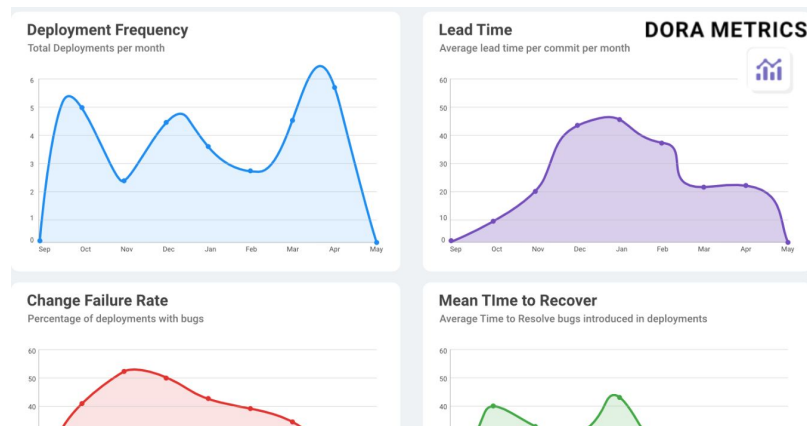 Deployment Frequency
Total Deployments per month
6
5
4
3
2
1
0
Sep Oct Nov Dec Jan Feb Mar Apr May
Lead Time
Average lead time per commit per month
DORA METRICS
60
50
40
30
20
10
0
Sep Oct Nov Dec Jan Feb Mar Apr May
Change Failure Rate
Percentage of deployments with bugs
60
50
40
Mean TIme to Recover
Average Time to Resolve bugs introduced in deployments
60
50
40